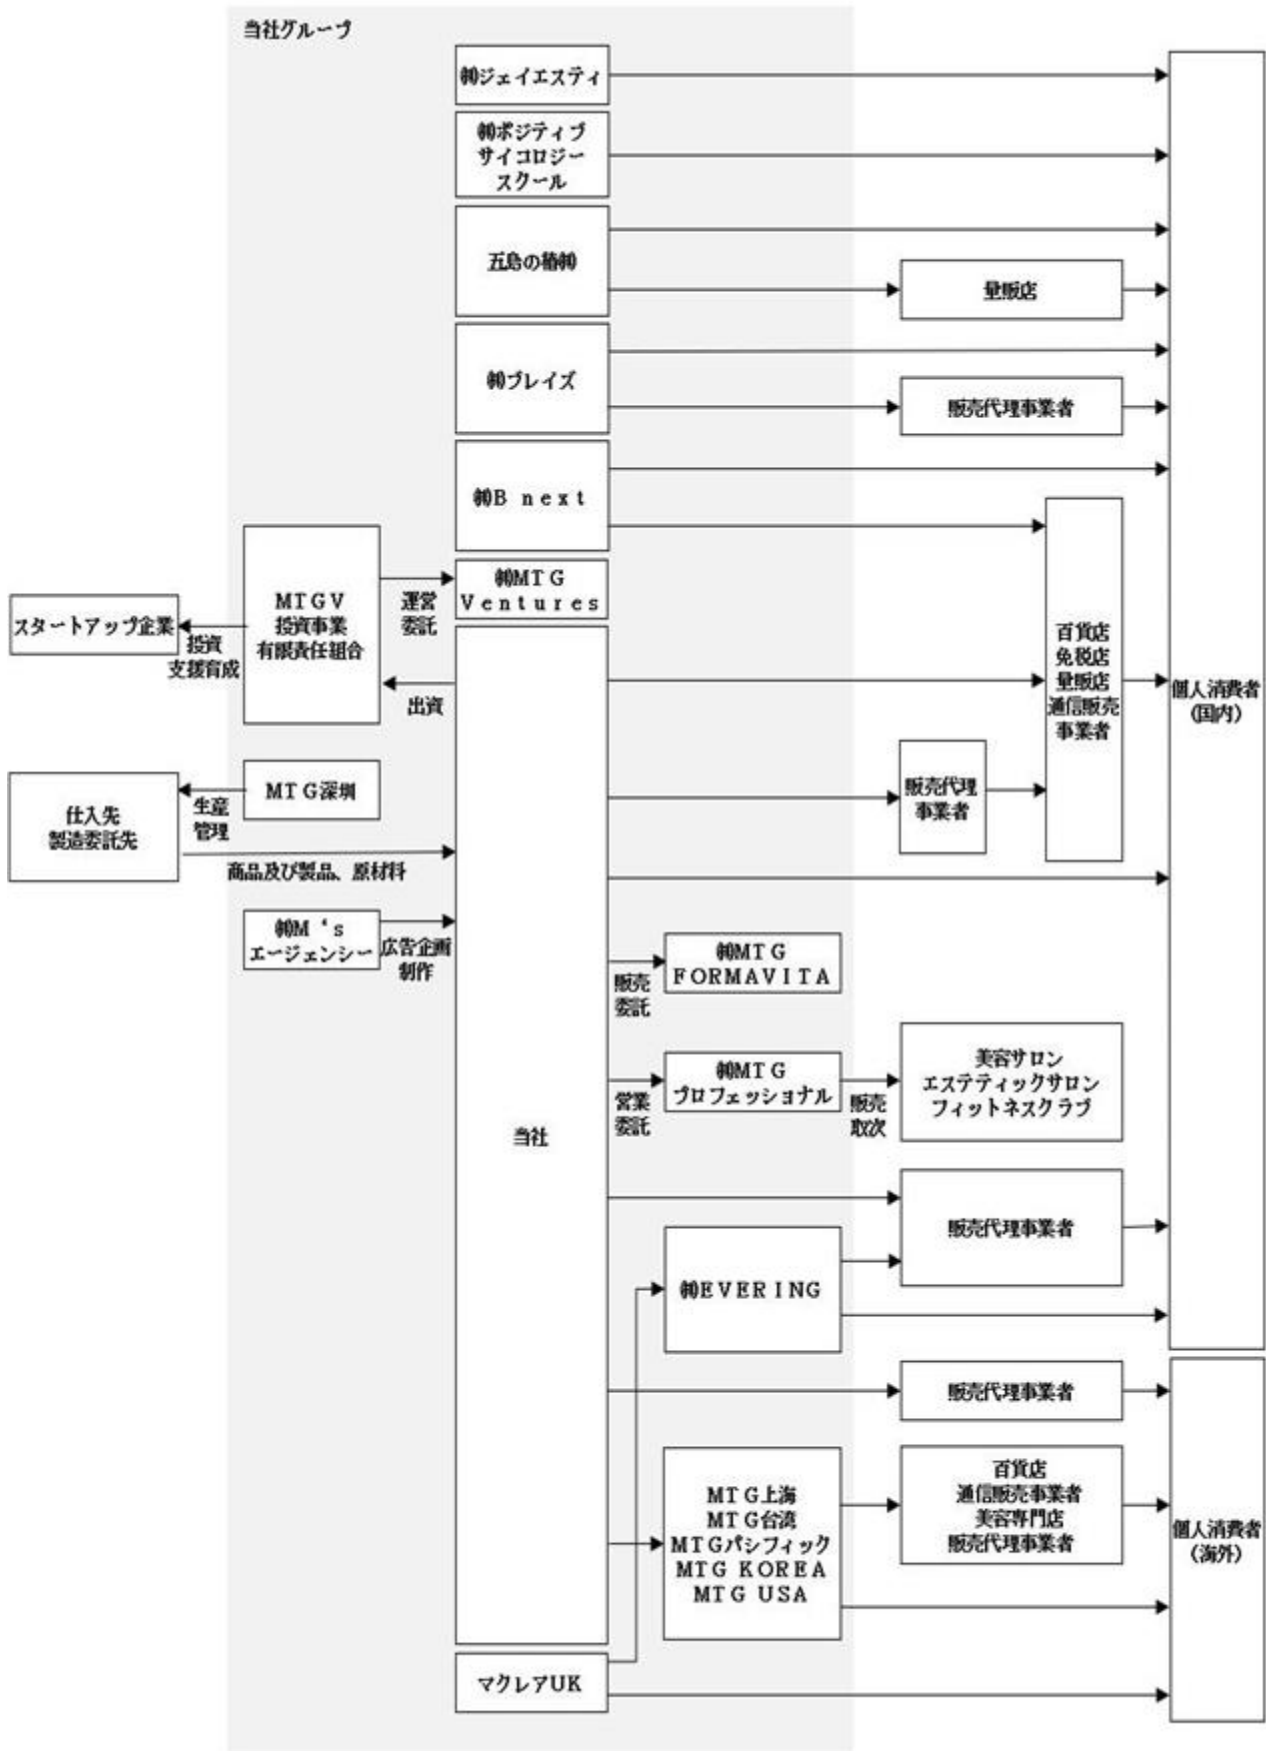 当社グループ
㈱ジェイエスティ
㈱ポジティブ
サイコロジー
スクール
五島の椿㈱
量販店
㈱ブレイズ
販売代理事業者
㈱B next
MTGV
投資事業
有限責任組合
運営
委託
㈱MTG
Ventures
スタートアップ企業
投資
支援育成
出資
百貨店
免税店
量販店
通信販売
事業者
個人消費者
(国内)
仕入先
製造委託先
生産
管理
MTG深圳
販売代理
事業者
商品及び製品、原材料
㈱M‘s
エージェンシー
広告企画
制作
当社
販売
委託
㈱MTG
FORMAVITA
営業
委託
㈱MTG
プロフェッショナル
販売
取次
美容サロン
エステティックサロン
フィットネスクラブ
販売代理事業者
㈱EVERING
販売代理事業者
MTG上海
MTG台湾
MTGパシフィック
MTG KOREA
MTG USA
百貨店
通信販売事業者
美容専門店
販売代理事業者
個人消費者
(海外)
マクレアUK